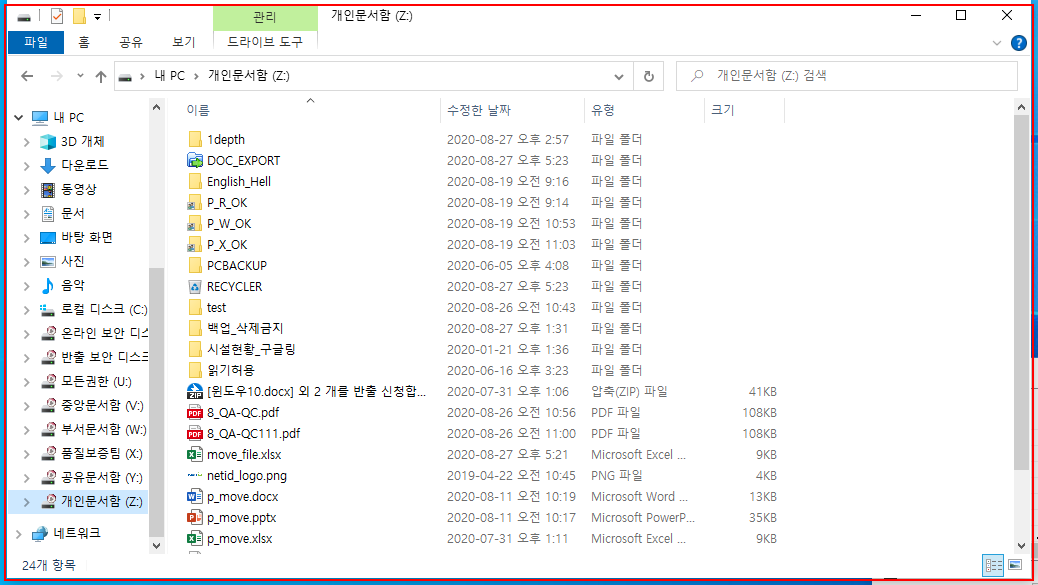 관리
개인문서함 (Z:)
파일 홈 공유 보기 드라이브 도구
내 PC > 개인문서함 (Z:)
개인문서함 (Z:) 검색
내 PC
3D 개체
다운로드
동영상
문서
바탕 화면
사진
음악
로컬 디스크 (C:)
온라인 보안 디스
반출 보안 디스크
모든권한 (U:)
중앙문서함 (V:)
부서문서함 (W:)
품질보증팀 (X:)
공유문서함 (Y:)
개인문서함 (Z:)
네트워크
이름 수정한 날짜 유형 크기
1depth 2020-08-27 오후 2:57 파일 폴더
DOC_EXPORT 2020-08-27 오후 5:23 파일 폴더
English_Hell 2020-08-19 오전 9:16 파일 폴더
P_R_OK 2020-08-19 오전 9:14 파일 폴더
P_W_OK 2020-08-19 오전 10:53 파일 폴더
P_X_OK 2020-08-19 오전 11:03 파일 폴더
PCBACKUP 2020-06-05 오후 4:08 파일 폴더
RECYCLER 2020-08-27 오후 5:23 파일 폴더
test 2020-08-26 오전 10:43 파일 폴더
백업_삭제금지 2020-08-27 오후 1:31 파일 폴더
시설현황_구글링 2020-01-21 오후 1:36 파일 폴더
읽기허용 2020-06-16 오후 3:23 파일 폴더
[윈도우10.docx] 외 2 개를 반출 신청합... 2020-07-31 오후 1:06 압축(ZIP) 파일 41KB
8_QA-QC.pdf 2020-08-26 오전 10:56 PDF 파일 108KB
8_QA-QC111.pdf 2020-08-26 오전 11:00 PDF 파일 108KB
move_file.xlsx 2020-08-27 오후 5:21 Microsoft Excel ... 9KB
netid_logo.png 2019-04-22 오전 10:45 PNG 파일 4KB
p_move.docx 2020-08-11 오전 10:19 Microsoft Word ... 13KB
p_move.pptx 2020-08-11 오전 10:17 Microsoft PowerP... 35KB
p_move.xlsx 2020-07-31 오후 1:11 Microsoft Excel ... 9KB
24개 항목